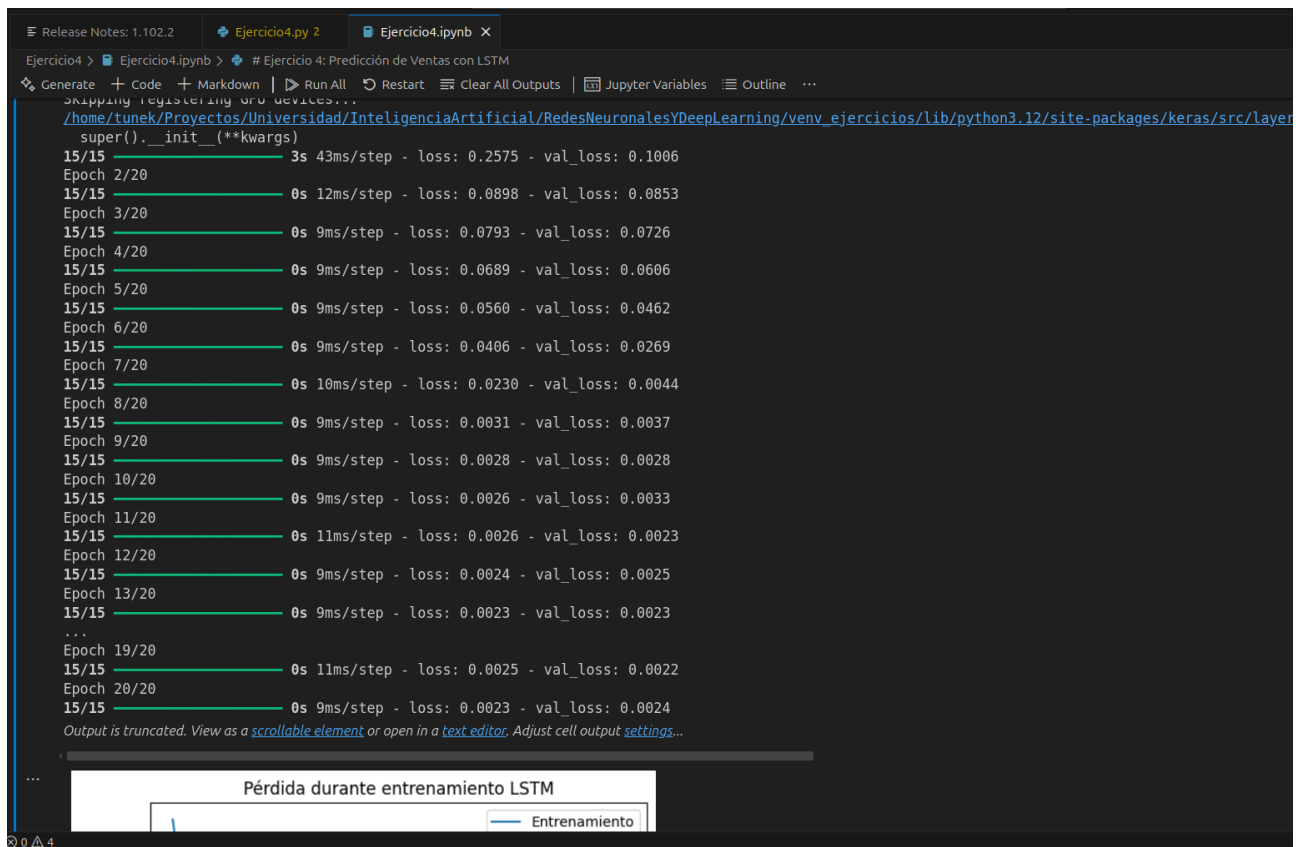 Release Notes: 1.102.2 Ejercicio4.py 2 Ejercicio4.ipynb ×
Ejercicio4 > Ejercicio4.ipynb > # Ejercicio 4: Predicción de Ventas con LSTM
Generate + Code + Markdown | Run All Restart Clear All Outputs | Jupyter Variables Outline ...
Skipping registering GPU devices...
/home/tunek/Proyectos/Universidad/InteligenciaArtificial/RedesNeuronalesYDeepLearning/venv_ejercicios/lib/python3.12/site-packages/keras/src/layer
super().__init__(**kwargs)
15/15 3s 43ms/step - loss: 0.2575 - val_loss: 0.1006
Epoch 2/20
15/15 0s 12ms/step - loss: 0.0898 - val_loss: 0.0853
Epoch 3/20
15/15 0s 9ms/step - loss: 0.0793 - val_loss: 0.0726
Epoch 4/20
15/15 0s 9ms/step - loss: 0.0689 - val_loss: 0.0606
Epoch 5/20
15/15 0s 9ms/step - loss: 0.0560 - val_loss: 0.0462
Epoch 6/20
15/15 0s 9ms/step - loss: 0.0406 - val_loss: 0.0269
Epoch 7/20
15/15 0s 10ms/step - loss: 0.0230 - val_loss: 0.0044
Epoch 8/20
15/15 0s 9ms/step - loss: 0.0031 - val_loss: 0.0037
Epoch 9/20
15/15 0s 9ms/step - loss: 0.0028 - val_loss: 0.0028
Epoch 10/20
15/15 0s 9ms/step - loss: 0.0026 - val_loss: 0.0033
Epoch 11/20
15/15 0s 11ms/step - loss: 0.0026 - val_loss: 0.0023
Epoch 12/20
15/15 0s 9ms/step - loss: 0.0024 - val_loss: 0.0025
Epoch 13/20
15/15 0s 9ms/step - loss: 0.0023 - val_loss: 0.0023
...
Epoch 19/20
15/15 0s 11ms/step - loss: 0.0025 - val_loss: 0.0022
Epoch 20/20
15/15 0s 9ms/step - loss: 0.0023 - val_loss: 0.0024
Output is truncated. View as a scrollable element or open in a text editor. Adjust cell output settings...
...
Pérdida durante entrenamiento LSTM
Entrenamiento
0 4